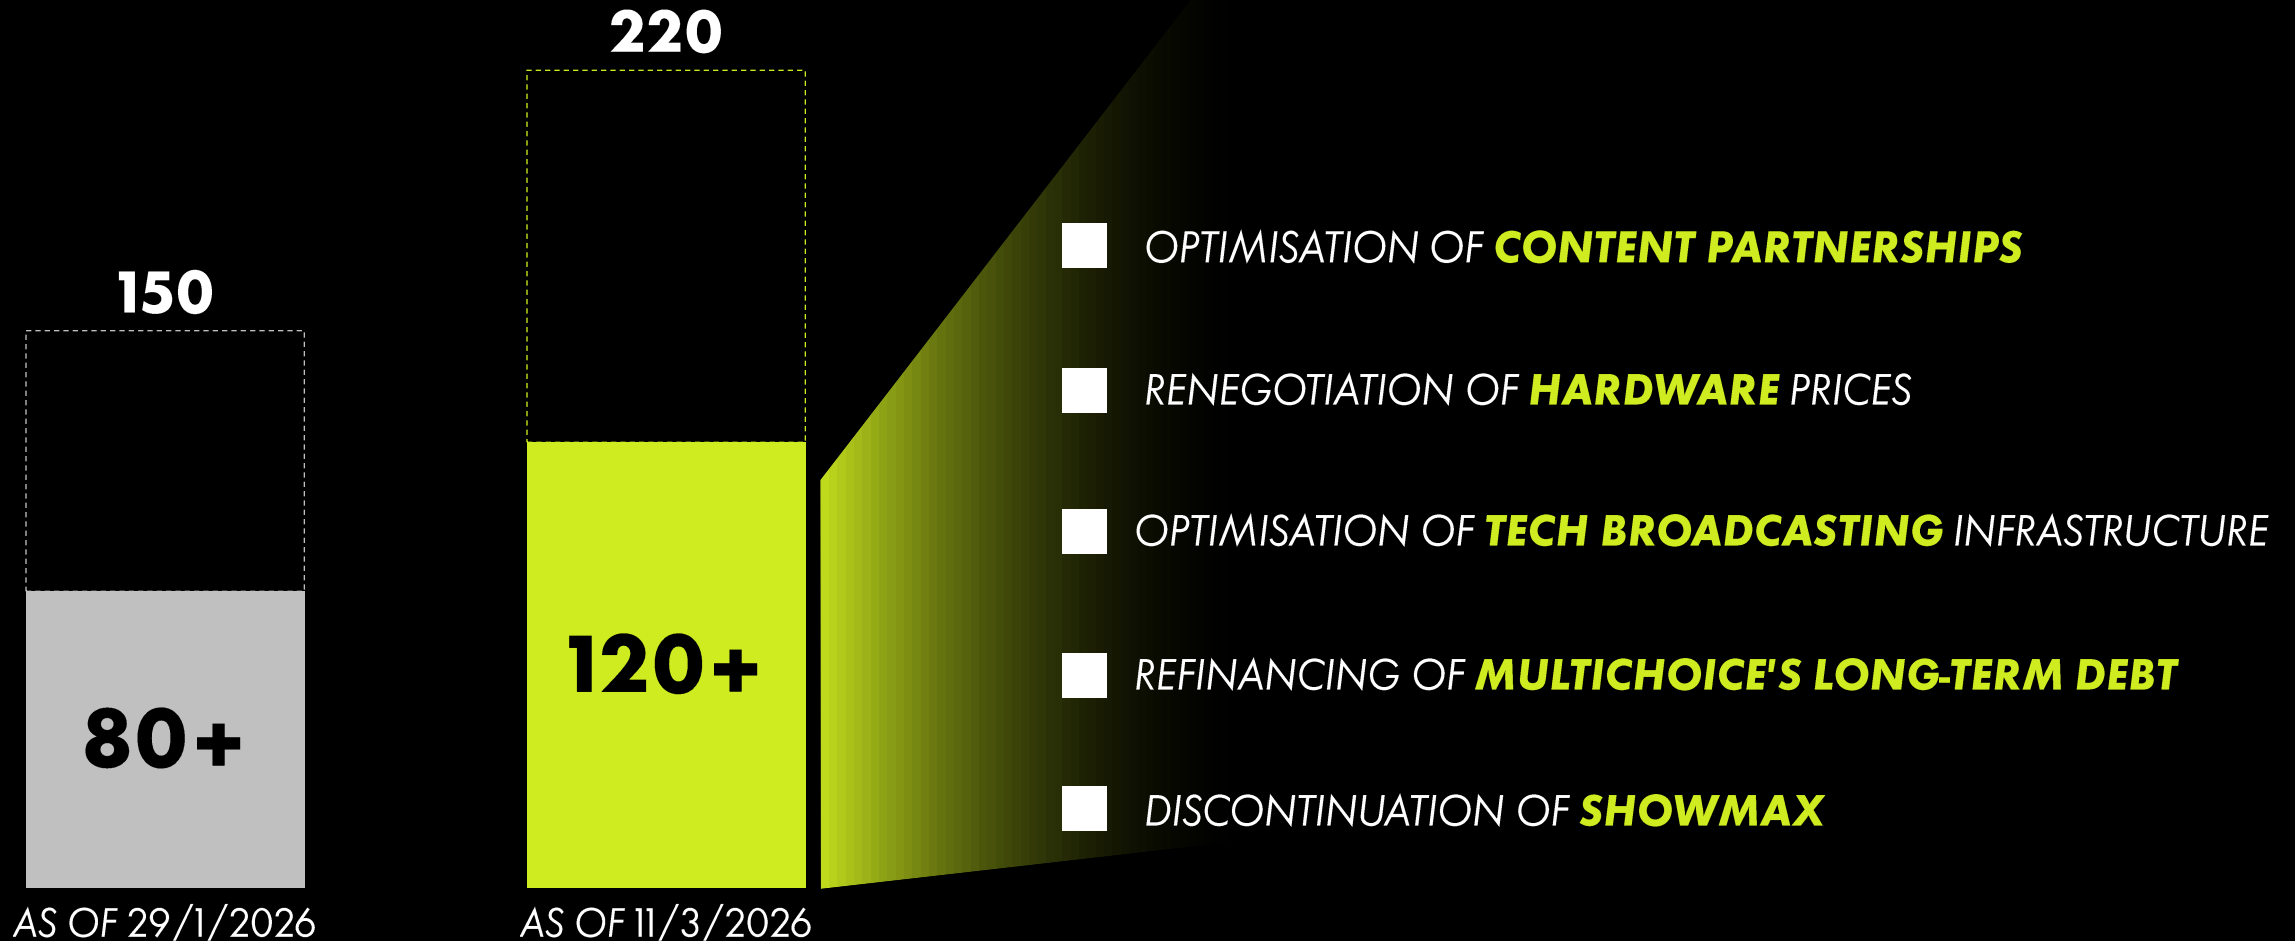 220
150
120+
80+
AS OF 29/1/2026
AS OF 11/3/2026
OPTIMISATION OF CONTENT PARTNERSHIPS
RENEGOTIATION OF HARDWARE PRICES
OPTIMISATION OF TECH BROADCASTING INFRASTRUCTURE
REFINANCING OF MULTICHOICE'S LONG-TERM DEBT
DISCONTINUATION OF SHOWMAX